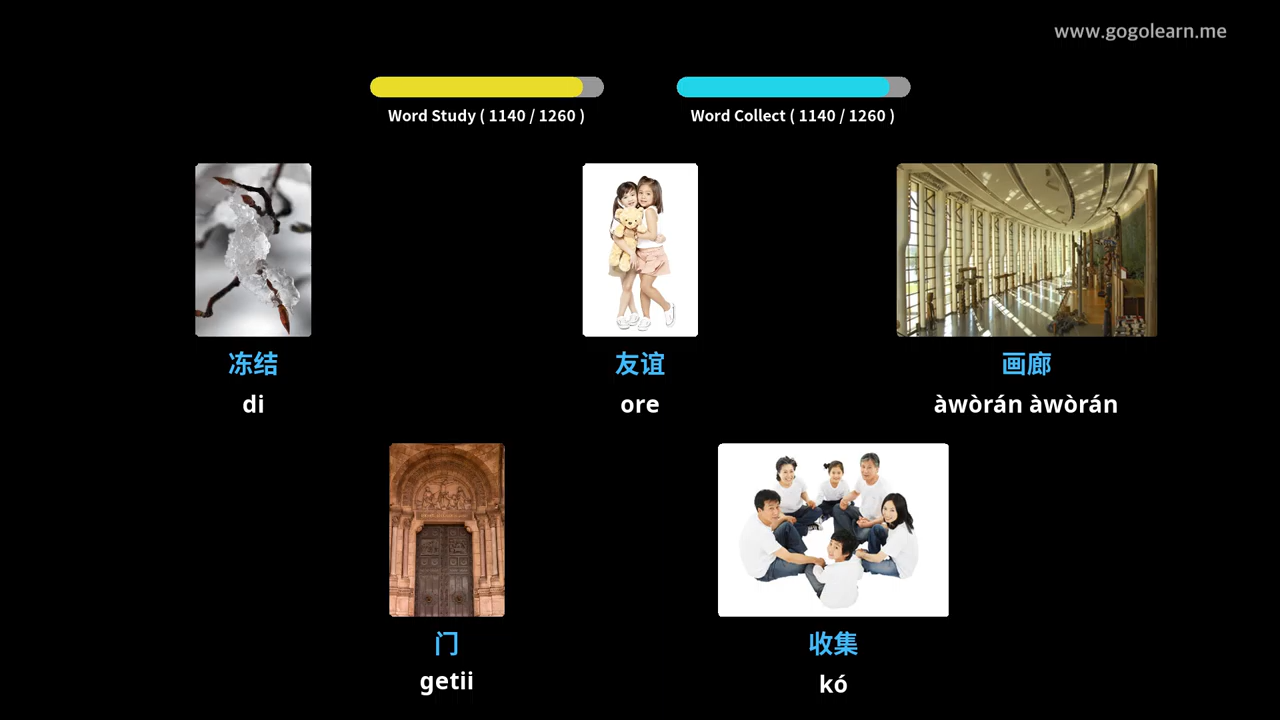 www.gogolearn.me
Word Study ( 1140 / 1260 )
Word Collect ( 1140 / 1260 )
冻结
di
友谊
ore
画廊
àwòrán àwòrán
门
getii
收集
kó